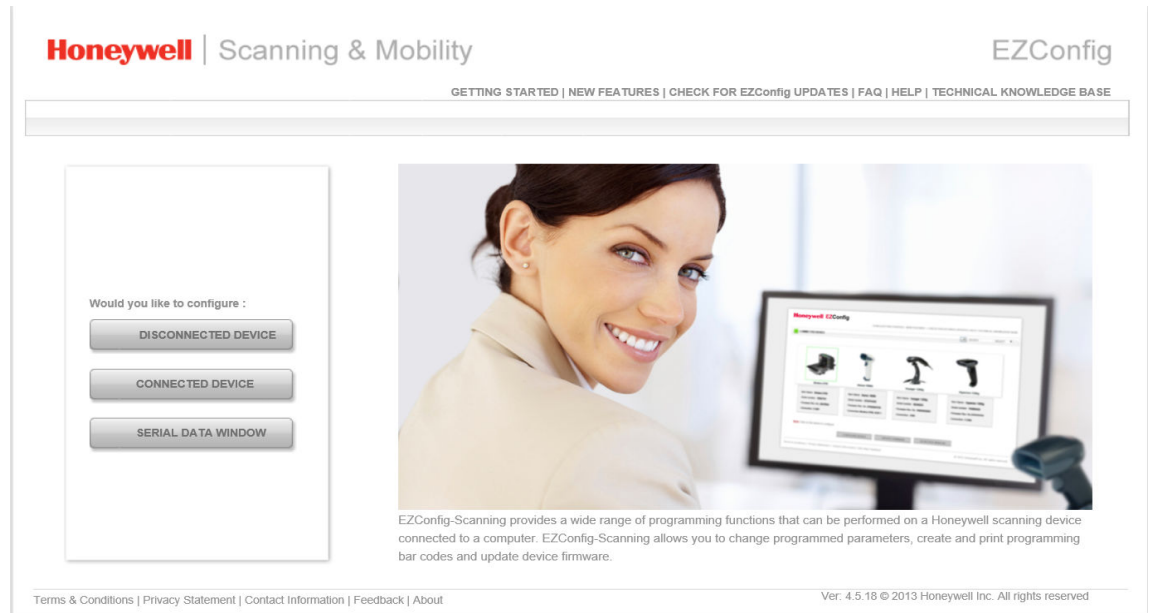 Honeywell | Scanning & Mobility
EZConfig
GETTING STARTED | NEW FEATURES | CHECK FOR EZConfig UPDATES | FAQ | HELP | TECHNICAL KNOWLEDGE BASE
Would you like to configure :
DISCONNECTED DEVICE
CONNECTED DEVICE
SERIAL DATA WINDOW
Honeywell EZConfig
EZConfig-Scanning provides a wide range of programming functions that can be performed on a Honeywell scanning device
connected to a computer. EZConfig-Scanning allows you to change programmed parameters, create and print programming
bar codes and update device firmware.
Terms & Conditions | Privacy Statement | Contact Information | Feedback | About
Ver: 4.5.18 © 2013 Honeywell Inc. All rights reserved